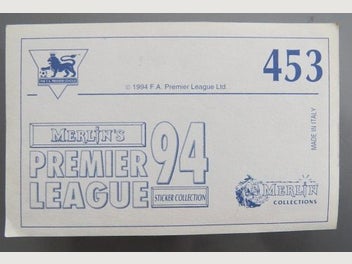 453
© 1994 F.A. Premier League Ltd
MADE IN ITALY
MERLIN'S
PREMIER
LEAGUE
94
STICKER COLLECTION
MERLIN
COLLECTIONS